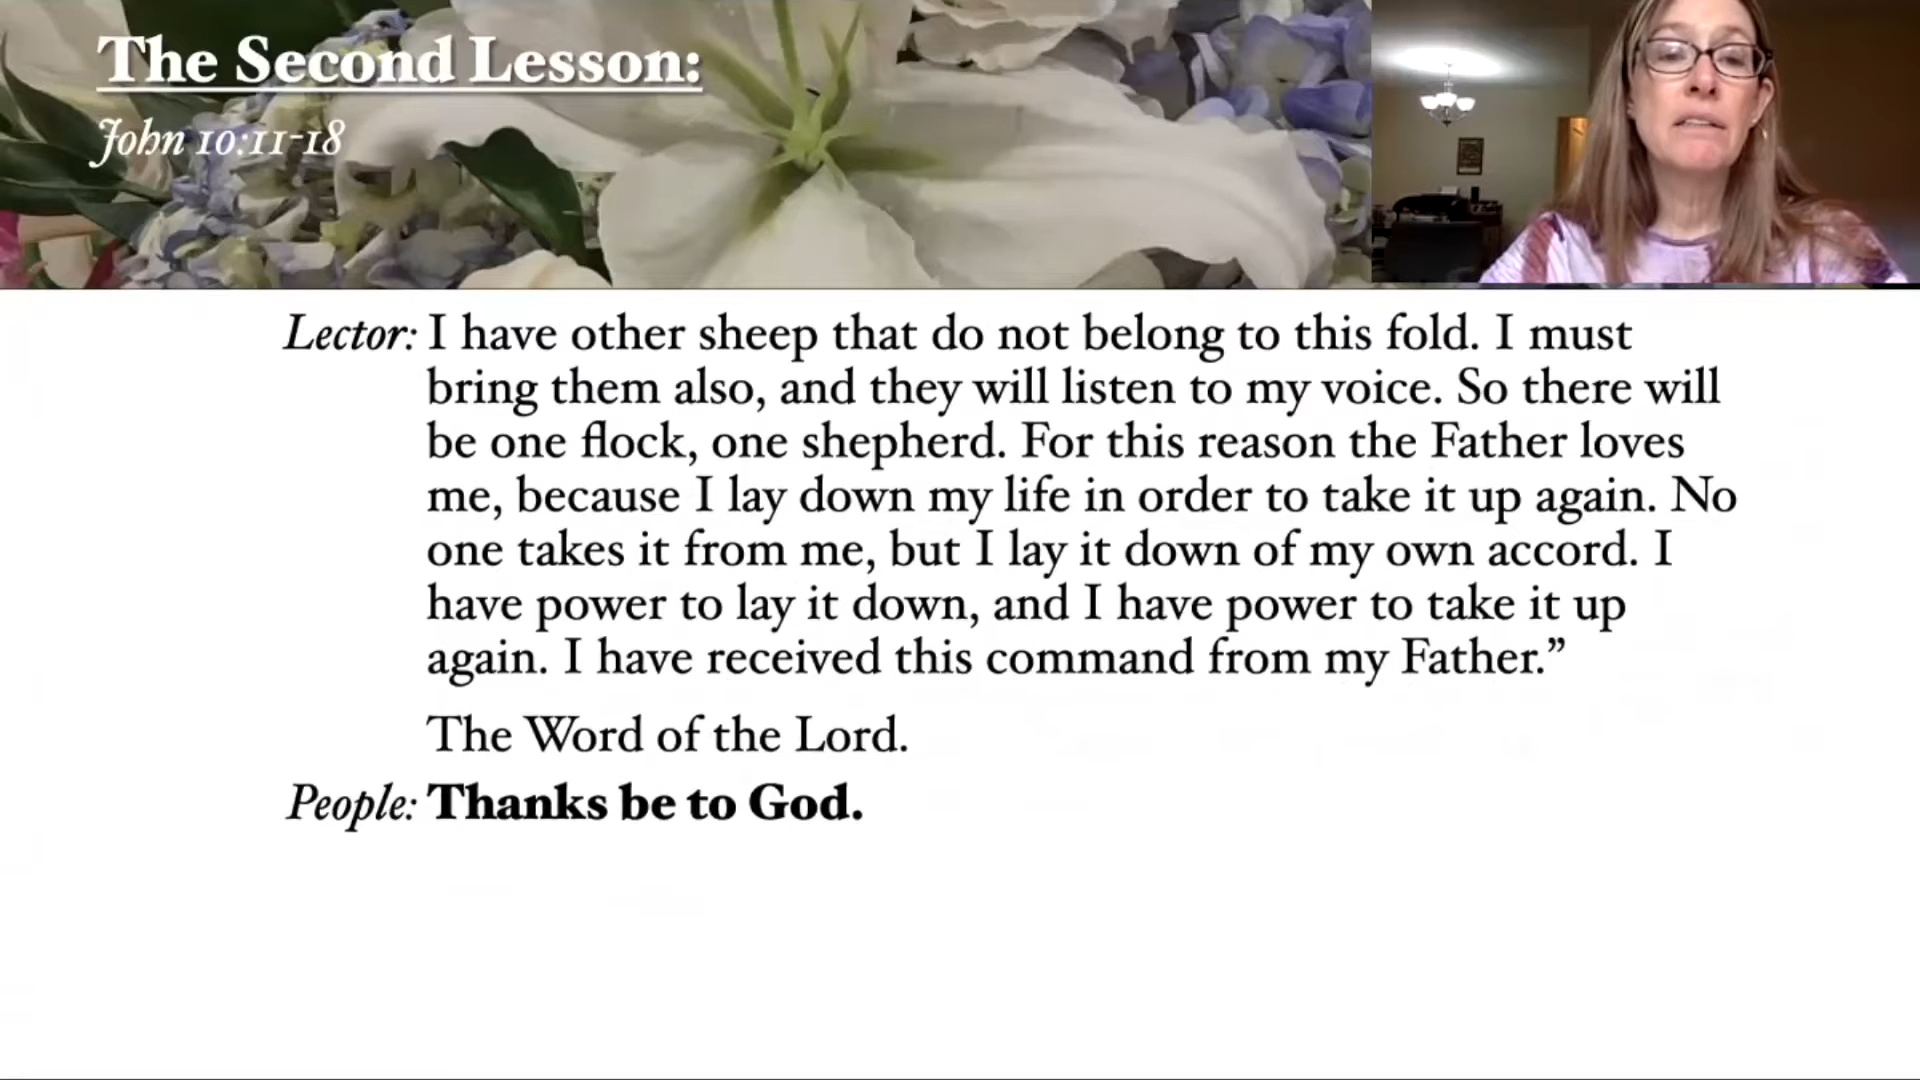 The Second Lesson:
John 10:11-18
Lector: I have other sheep that do not belong to this fold. I must
bring them also, and they will listen to my voice. So there will
be one flock, one shepherd. For this reason the Father loves
me, because I lay down my life in order to take it up again. No
one takes it from me, but I lay it down of my own accord. I
have power to lay it down, and I have power to take it up
again. I have received this command from my Father.”
The Word of the Lord.
People: Thanks be to God.